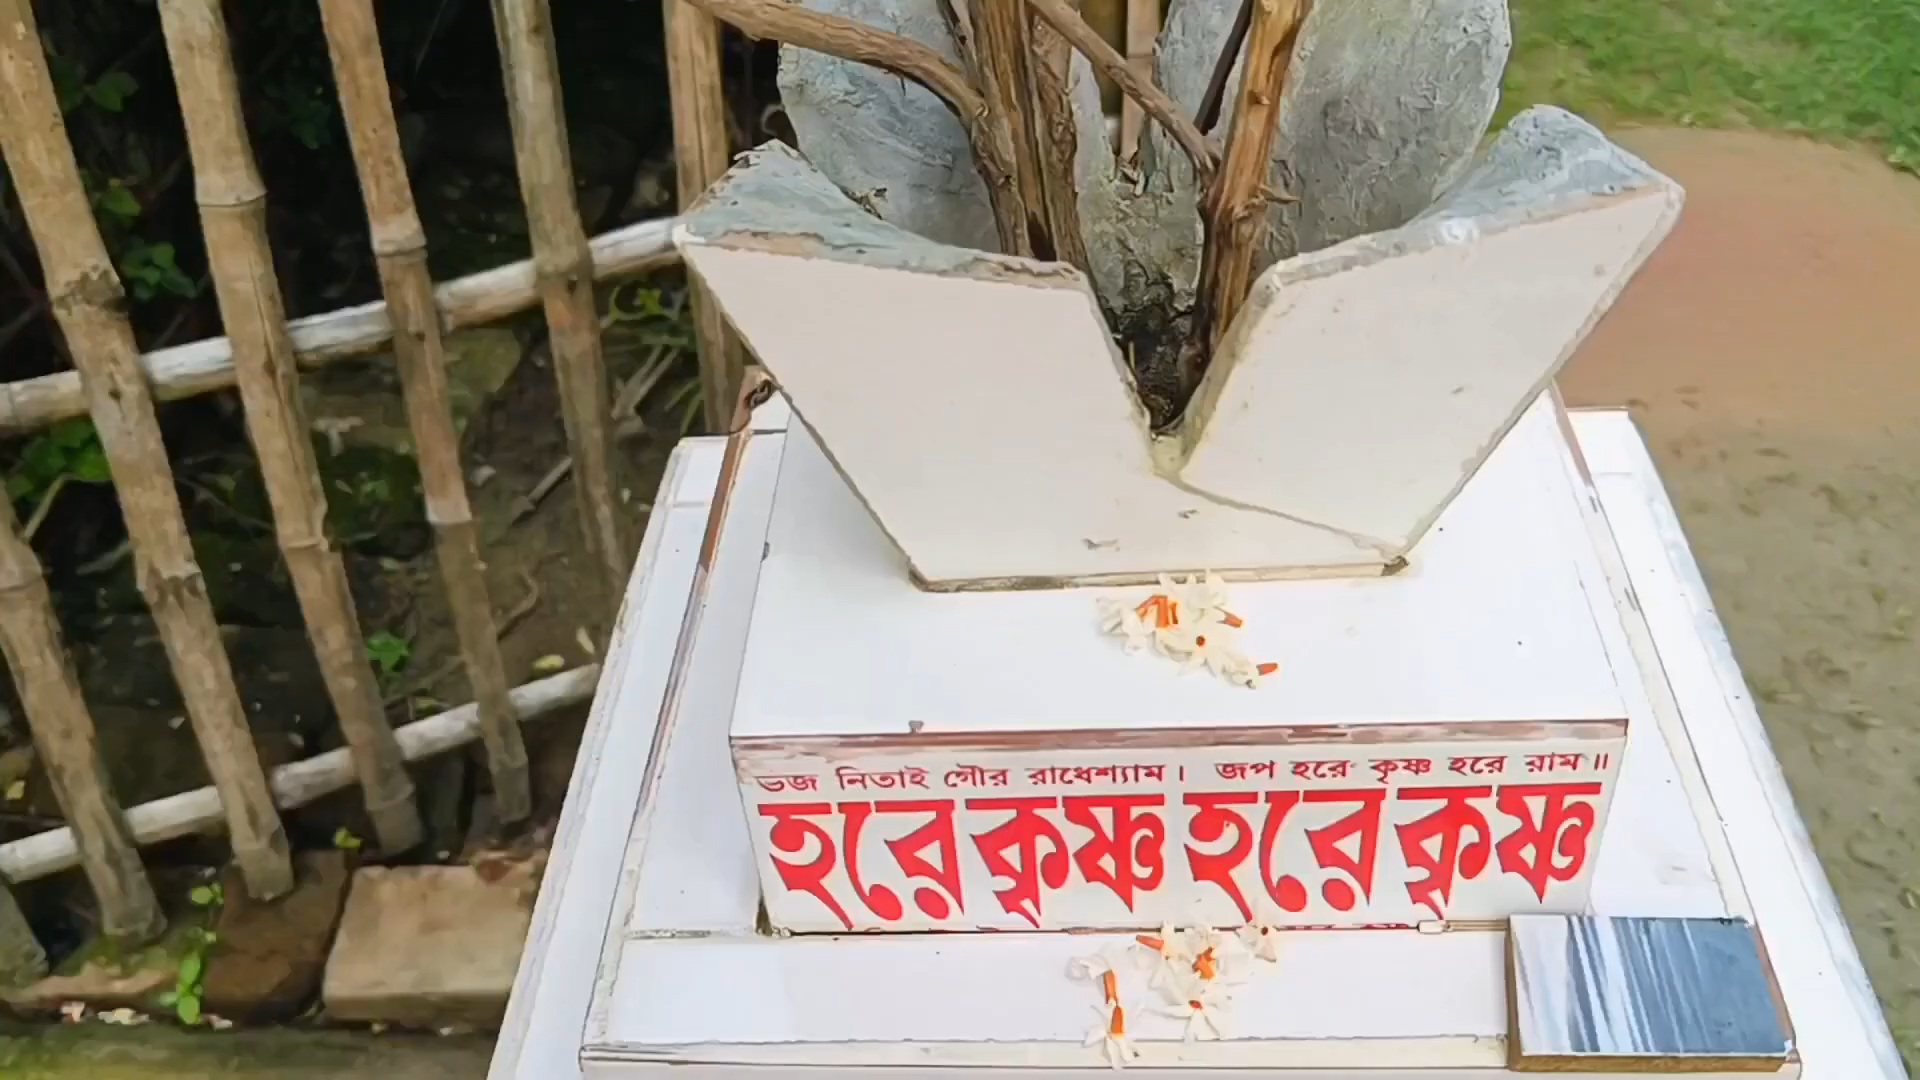 ভজ নিতাই গৌর রাধেশ্যাম। জপ হরে কৃষ্ণ হরে রাম॥
হরে কৃষ্ণ হরে কৃষ্ণ